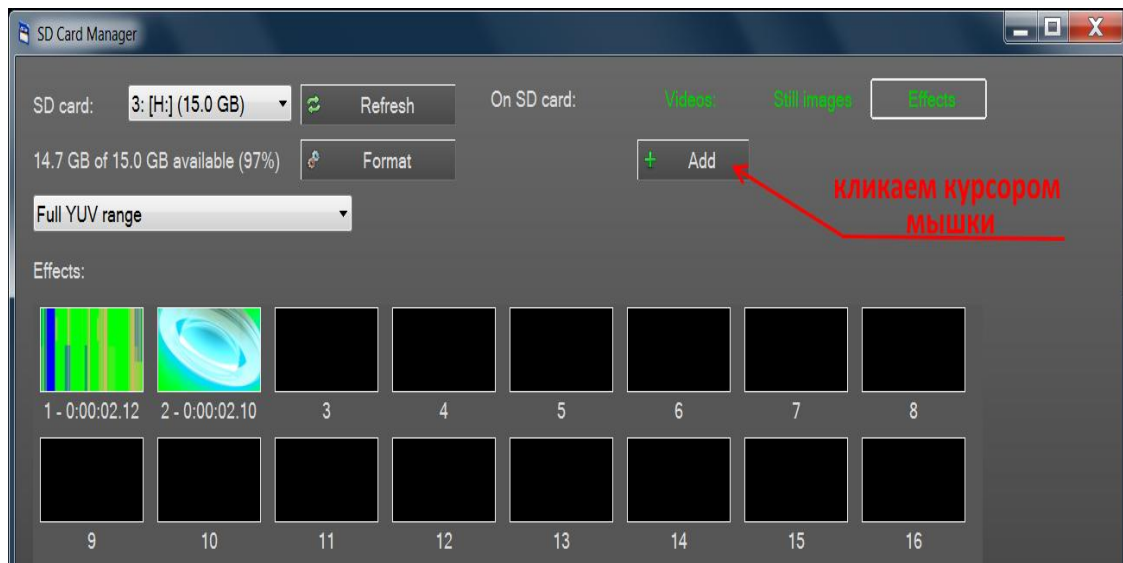 SD Card Manager
SD card: 3: [H:] (15.0 GB) Refresh On SD card: Videos: Still images Effects
14.7 GB of 15.0 GB available (97%) Format + Add
кликаем курсором
мышки
Full YUV range
Effects:
1 - 0:00:02.12 2 - 0:00:02.10 3 4 5 6 7 8
9 10 11 12 13 14 15 16